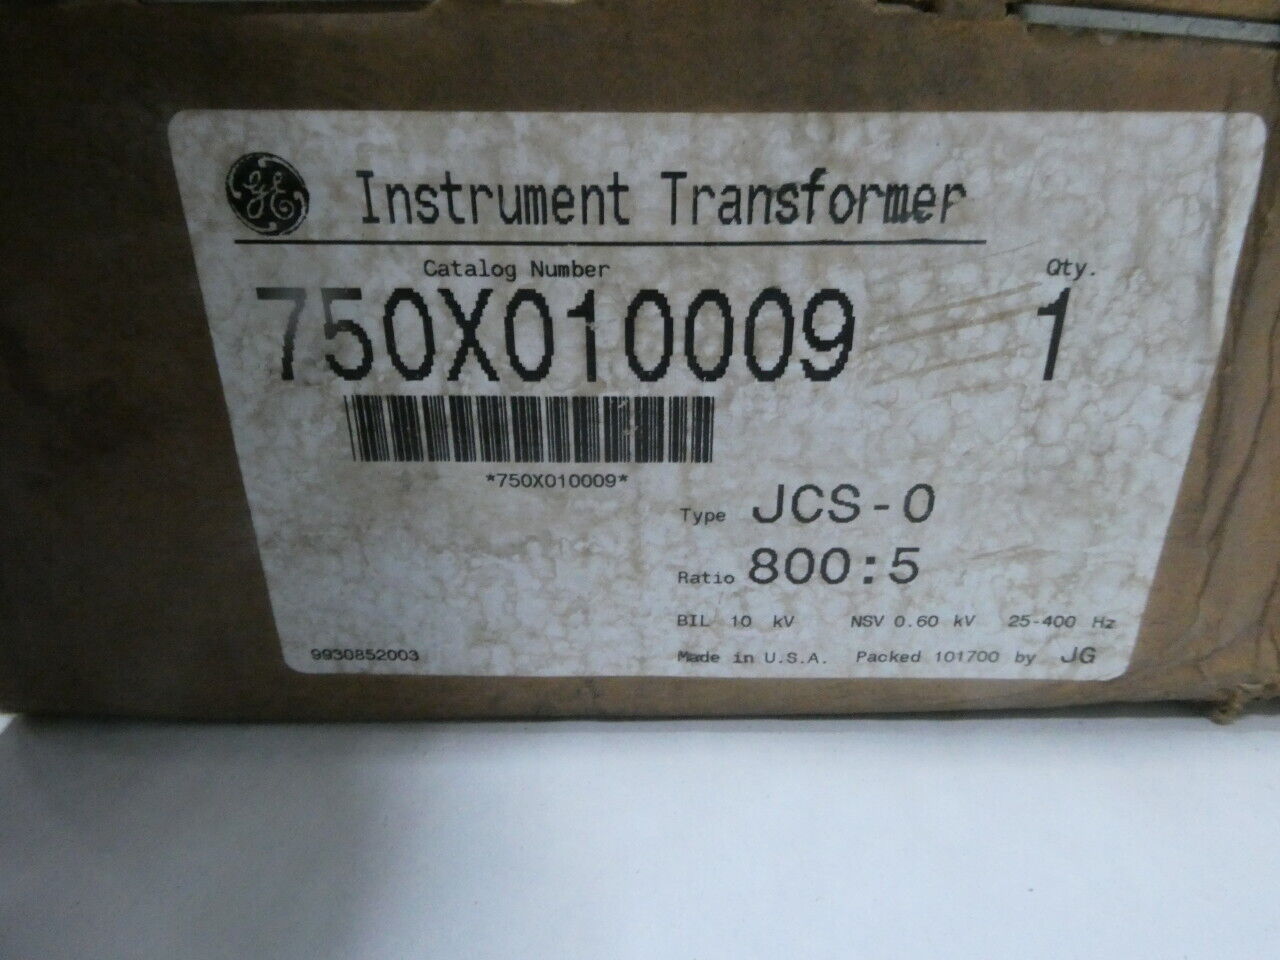 GE
Instrument Transformer
Catalog Number Qty.
750X010009 1
*750X010009*
Type JCS-0
Ratio 800:5
BIL 10 kV NSV 0.60 kV 25-400 Hz
9930852003 Made in U.S.A. Packed 101700 by JG